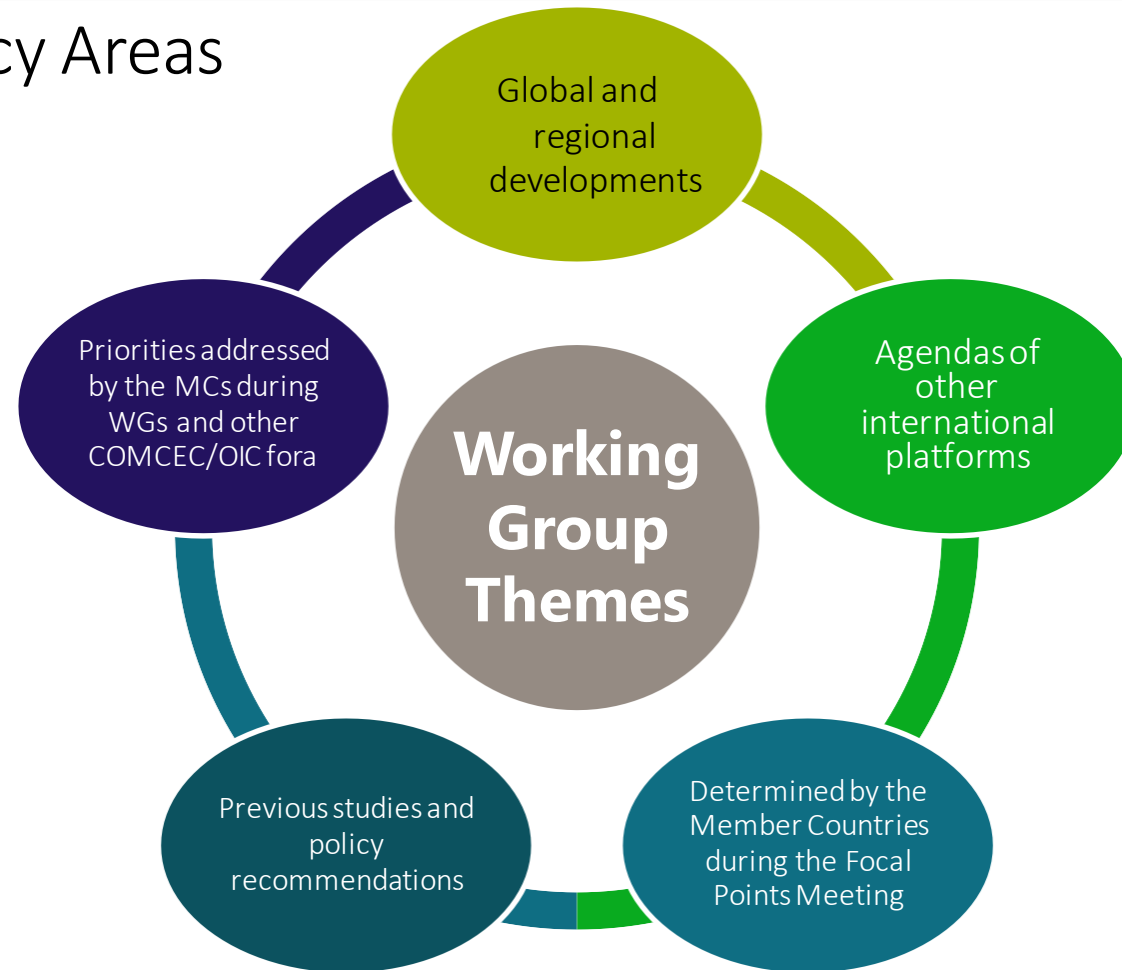 cy Areas
Global and
regional
developments
Agendas of
other
international
platforms
Priorities addressed
by the MCs during
WGs and other
COMCEC/OIC fora
Working
Group
Themes
Determined by the
Member Countries
during the Focal
Points Meeting
Previous studies and
policy
recommendations